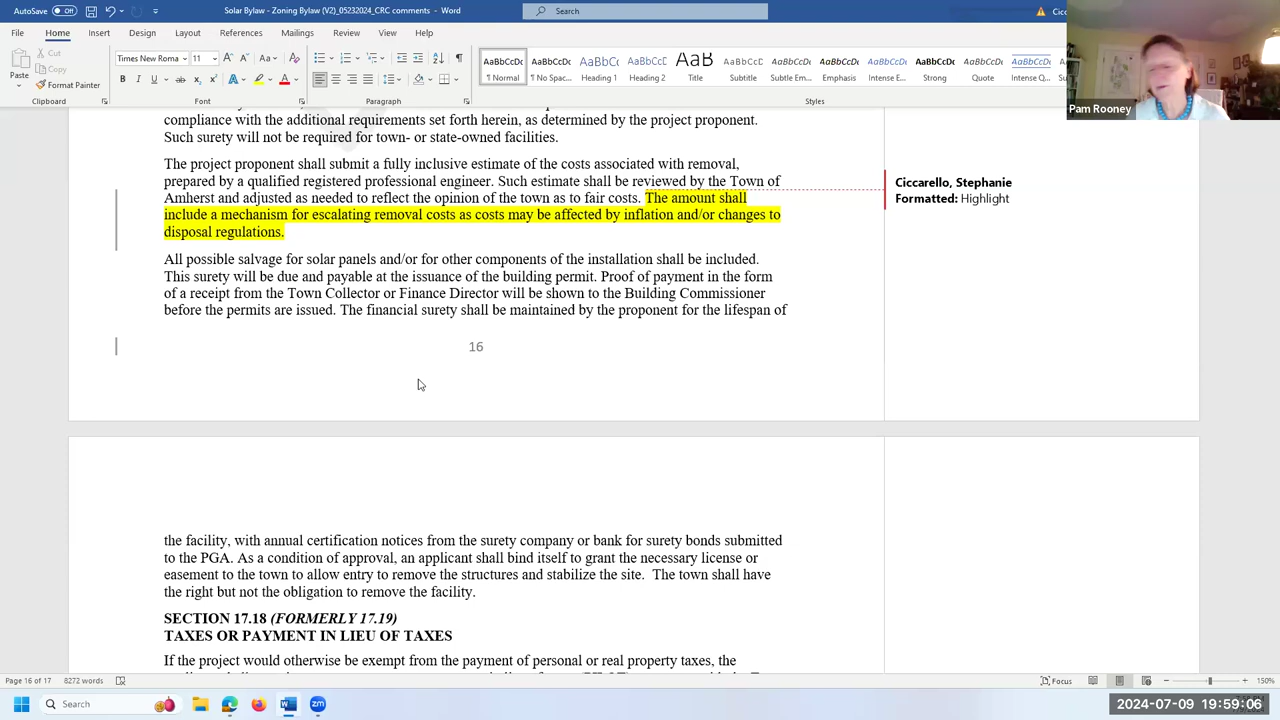 AutoSave Off
Solar Bylaw - Zoning Bylaw (V2)_05232024_CRC comments - Word
Search
Cicc
File Home Insert Design Layout References Mailings Review View Help
Paste
Cut
Copy
Format Painter
Times New Roma 11
AaBbCcDc AaBbCcDc AaBbCc AaBbCcC AaB AaBbCcD AaBbCcDc AaBbCcDc AaBbCcDc AaBbCcDc AaBbCcDc AaBbCcDc
¶ Normal ¶ No Spac... Heading 1 Heading 2 Title Subtitle Subtle Em... Emphasis Intense E... Strong Quote Intense Q...
Clipboard Font Paragraph Styles
Pam Rooney
compliance with the additional requirements set forth herein, as determined by the project proponent.
Such surety will not be required for town- or state-owned facilities.
The project proponent shall submit a fully inclusive estimate of the costs associated with removal,
prepared by a qualified registered professional engineer. Such estimate shall be reviewed by the Town of
Amherst and adjusted as needed to reflect the opinion of the town as to fair costs. The amount shall
include a mechanism for escalating removal costs as costs may be affected by inflation and/or changes to
disposal regulations.
Ciccarello, Stephanie
Formatted: Highlight
All possible salvage for solar panels and/or for other components of the installation shall be included.
This surety will be due and payable at the issuance of the building permit. Proof of payment in the form
of a receipt from the Town Collector or Finance Director will be shown to the Building Commissioner
before the permits are issued. The financial surety shall be maintained by the proponent for the lifespan of
16
the facility, with annual certification notices from the surety company or bank for surety bonds submitted
to the PGA. As a condition of approval, an applicant shall bind itself to grant the necessary license or
easement to the town to allow entry to remove the structures and stabilize the site. The town shall have
the right but not the obligation to remove the facility.
SECTION 17.18 (FORMERLY 17.19)
TAXES OR PAYMENT IN LIEU OF TAXES
If the project would otherwise be exempt from the payment of personal or real property taxes, the
Page 16 of 17 8272 words
Focus
150%
Search
2024-07-09 19:59:06